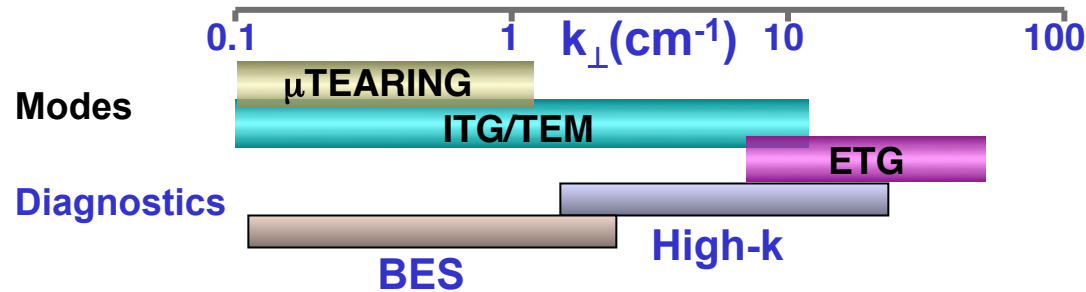 0.1 1 k⊥(cm⁻¹) 10 100
μTEARING
Modes
ITG/TEM
ETG
Diagnostics
High-k
BES